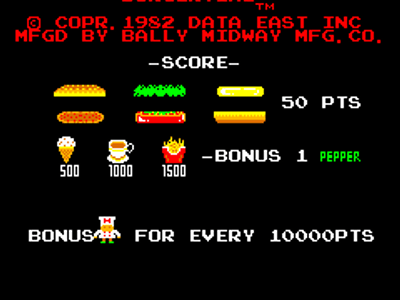 TM
© COPR. 1982 DATA EAST INC
MFGD BY BALLY MIDWAY MFG. CO.
-SCORE-
50 PTS
-BONUS 1 PEPPER
500 1000 1500
BONUS FOR EVERY 10000PTS